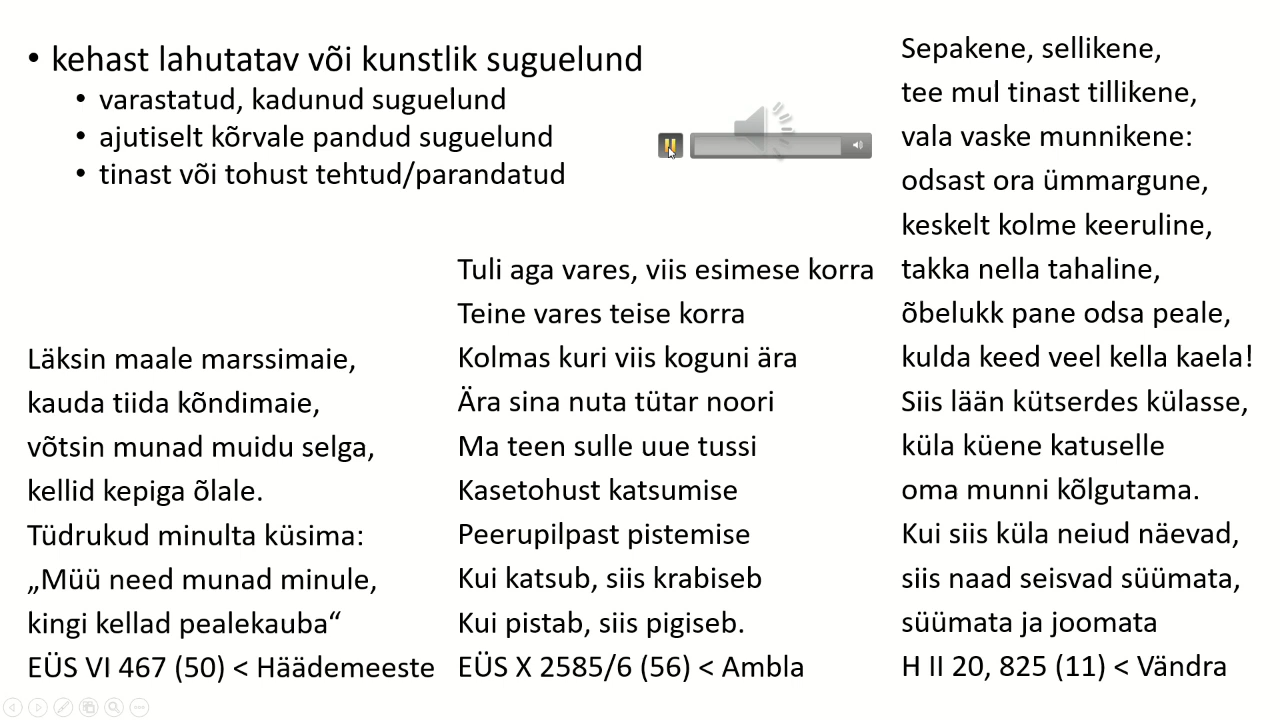 • kehast lahutatav või kunstlik suguelund
• varastatud, kadunud suguelund
• ajutiselt kõrvale pandud suguelund
• tinast või tohust tehtud/parandatud
Läksin maale marssimaie,
kauda tiida kõndimaie,
võtsin munad muidu selga,
kellid kepiga õlale.
Tüdrukud minulta küsima:
„Müü need munad minule,
kingi kellad pealekauba“
EÜS VI 467 (50) < Häädemeeste
Tuli aga vares, viis esimese korra
Teine vares teise korra
Kolmas kuri viis koguni ära
Ära sina nuta tütar noori
Ma teen sulle uue tussi
Kasetohust katsumise
Peerupilpast pistemise
Kui katsub, siis krabiseb
Kui pistab, siis pigiseb.
EÜS X 2585/6 (56) < Ambla
Sepakene, sellikene,
tee mul tinast tillikene,
vala vaske munnikene:
odsast ora ümmargune,
keskelt kolme keeruline,
takka nella tahaline,
õbelukk pane odsa peale,
kulda keed veel kella kaela!
Siis lään kütserdes külasse,
küla küene katuselle
oma munni kõlgutama.
Kui siis küla neiud näevad,
siis naad seisvad süümata,
süümata ja joomata
H II 20, 825 (11) < Vändra